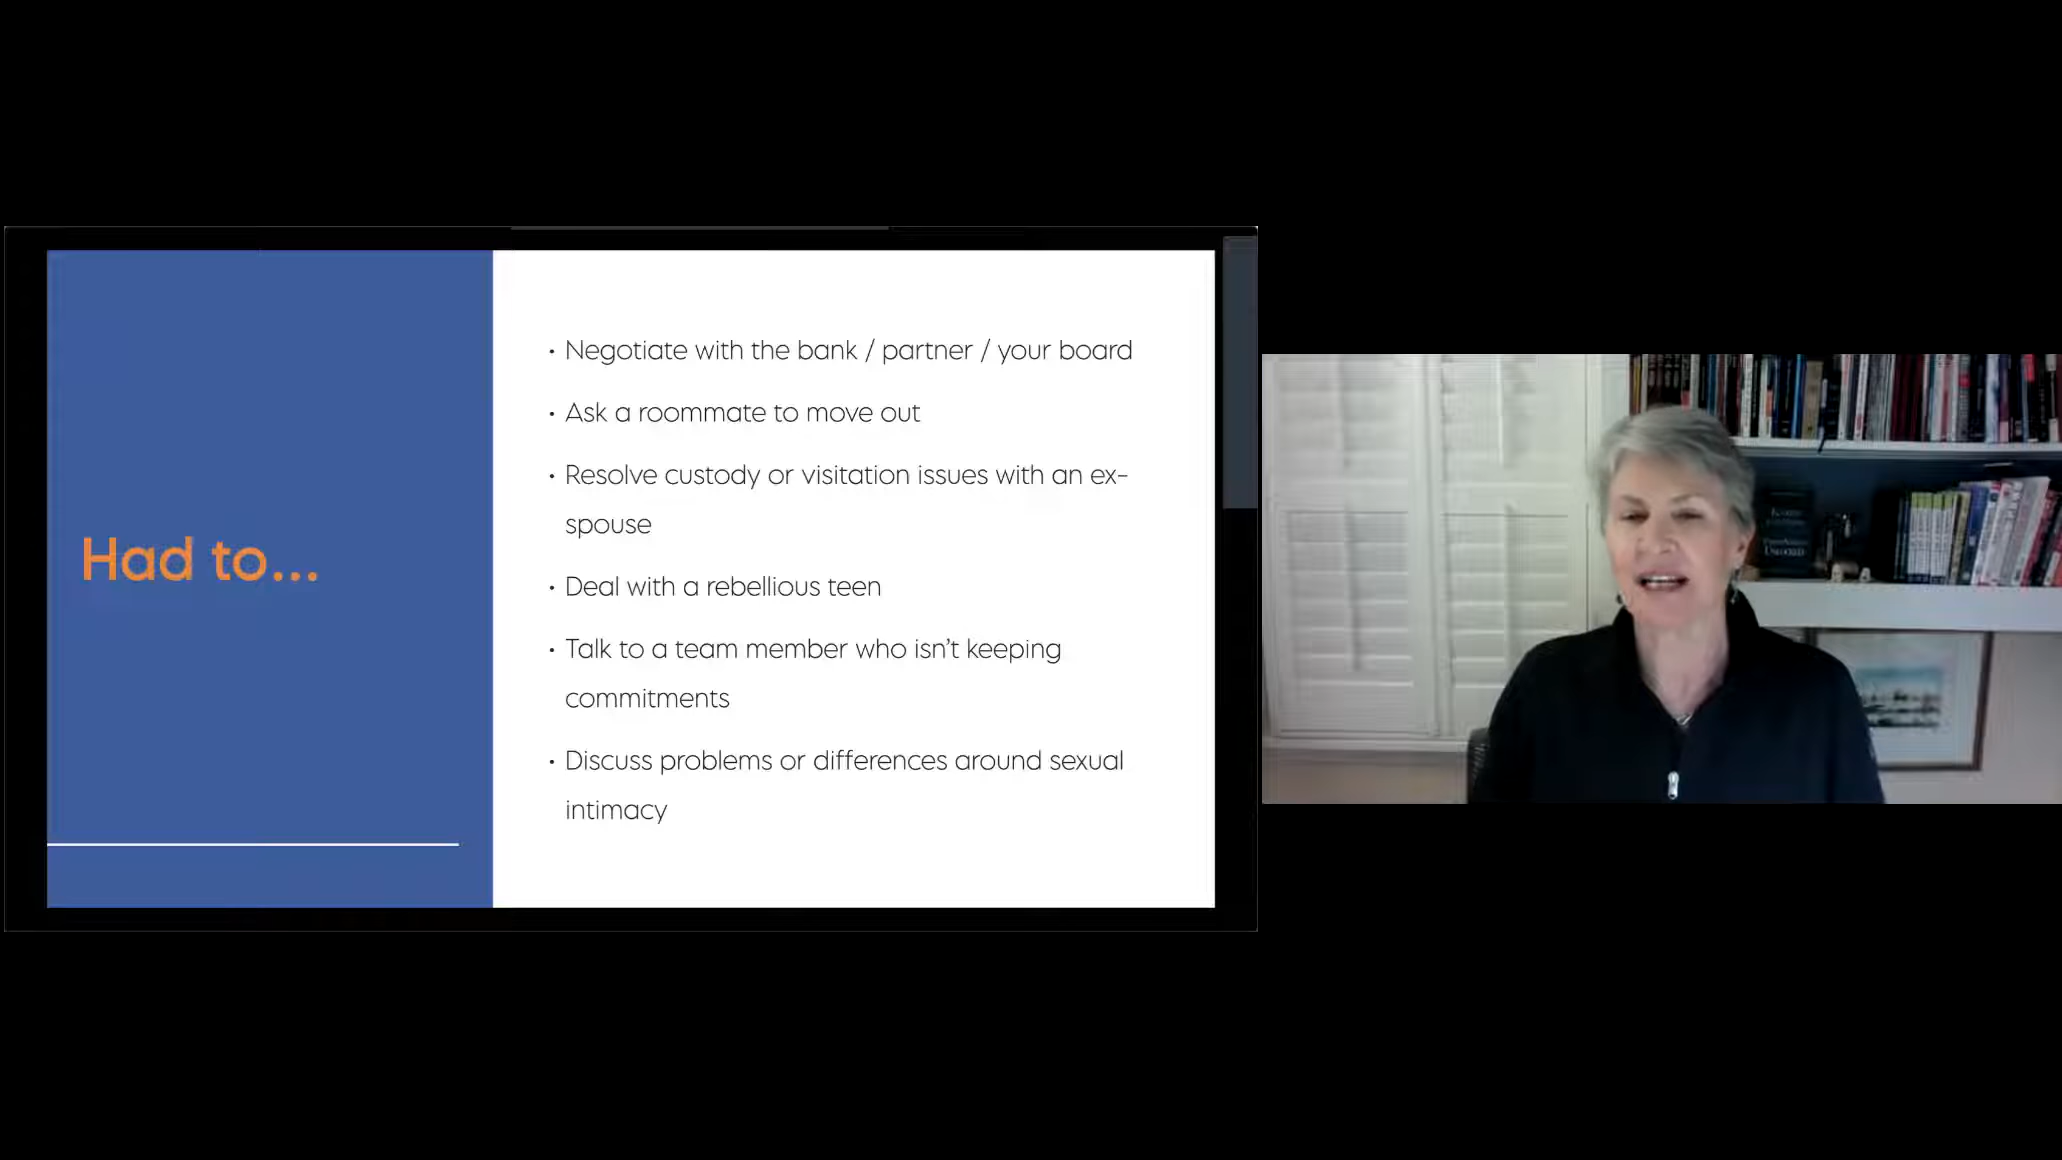 Had to...
• Negotiate with the bank / partner / your board
• Ask a roommate to move out
• Resolve custody or visitation issues with an ex-
spouse
• Deal with a rebellious teen
• Talk to a team member who isn't keeping
commitments
• Discuss problems or differences around sexual
intimacy